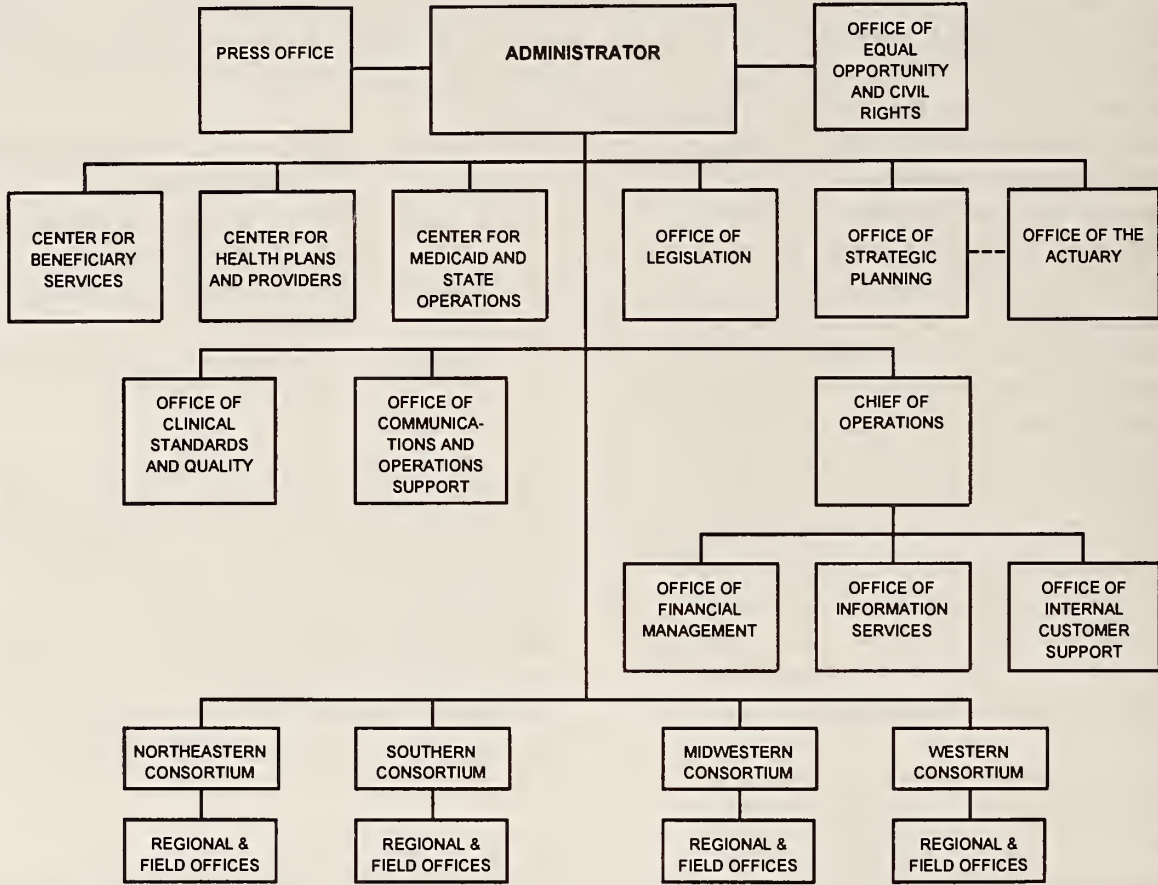 PRESS OFFICE
ADMINISTRATOR
OFFICE OF
EQUAL
OPPORTUNITY
AND CIVIL
RIGHTS
CENTER FOR
BENEFICIARY
SERVICES
CENTER FOR
HEALTH PLANS
AND PROVIDERS
CENTER FOR
MEDICAID AND
STATE
OPERATIONS
OFFICE OF
LEGISLATION
OFFICE OF
STRATEGIC
PLANNING
OFFICE OF THE
ACTUARY
OFFICE OF
CLINICAL
STANDARDS
AND QUALITY
OFFICE OF
COMMUNICA-
TIONS AND
OPERATIONS
SUPPORT
CHIEF OF
OPERATIONS
OFFICE OF
FINANCIAL
MANAGEMENT
OFFICE OF
INFORMATION
SERVICES
OFFICE OF
INTERNAL
CUSTOMER
SUPPORT
NORTHEASTERN
CONSORTIUM
SOUTHERN
CONSORTIUM
MIDWESTERN
CONSORTIUM
WESTERN
CONSORTIUM
REGIONAL &
FIELD OFFICES
REGIONAL &
FIELD OFFICES
REGIONAL &
FIELD OFFICES
REGIONAL &
FIELD OFFICES